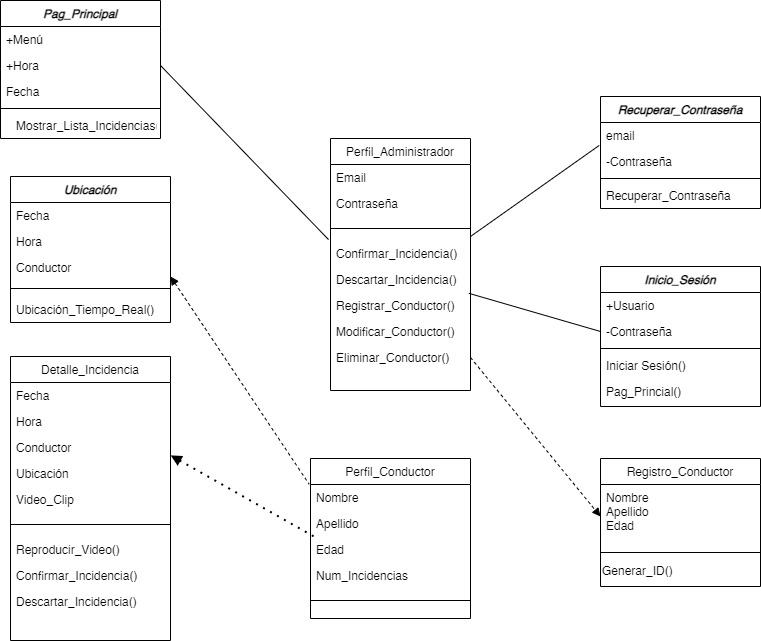 Pag_Principal
+Menú
+Hora
Fecha
Mostrar_Lista_Incidencias(
Ubicación
Fecha
Hora
Conductor
Ubicación_Tiempo_Real()
Detalle_Incidencia
Fecha
Hora
Conductor
Ubicación
Video_Clip
Reproducir_Video()
Confirmar_Incidencia()
Descartar_Incidencia()
Perfil_Administrador
Email
Contraseña
Confirmar_Incidencia()
Descartar_Incidencia()
Registrar_Conductor()
Modificar_Conductor()
Eliminar_Conductor()
Perfil_Conductor
Nombre
Apellido
Edad
Num_Incidencias
Recuperar_Contraseña
email
-Contraseña
Recuperar_Contraseña
Inicio_Sesión
+Usuario
-Contraseña
Iniciar Sesión()
Pag_Princial()
Registro_Conductor
Nombre
Apellido
Edad
Generar_ID()